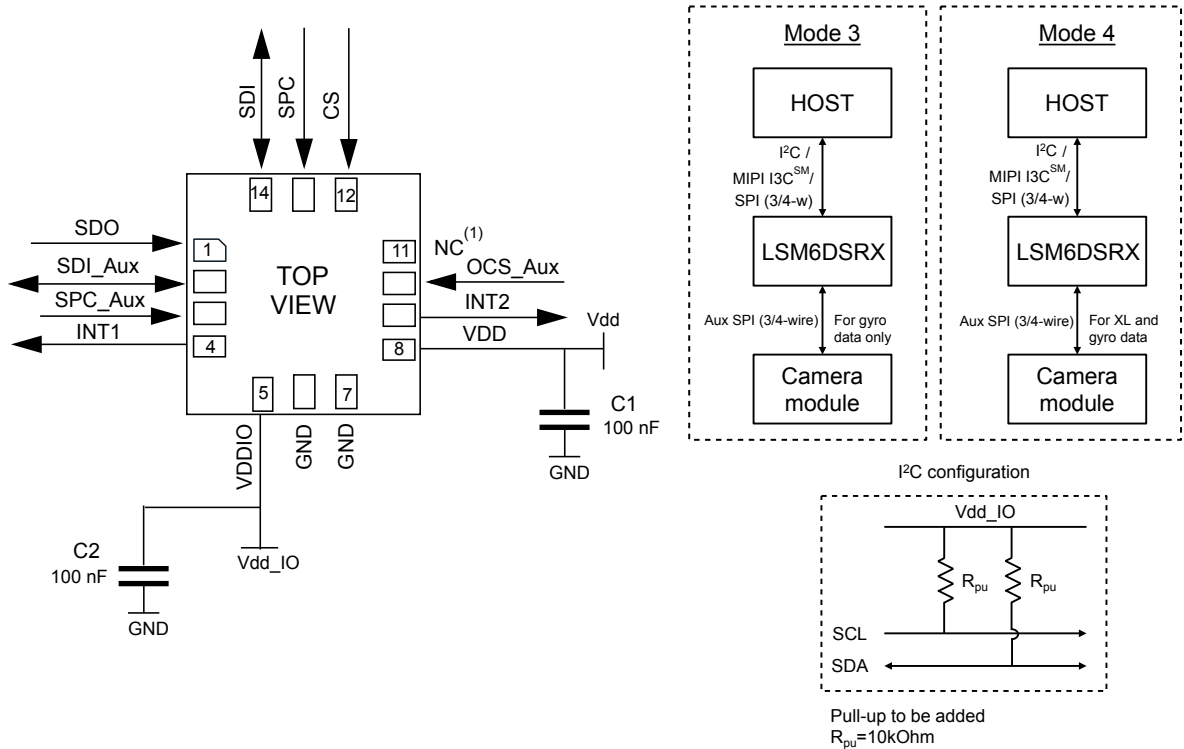 SDI
SPC
CS
14
12
SDO
SDI_Aux
SPC_Aux
INT1
1
4
TOP
VIEW
11
8
NC(1)
OCS_Aux
INT2
VDD
Vdd
5
7
VDDIO
GND
GND
C1
100 nF
GND
C2
100 nF
GND
Vdd_IO
Mode 3
HOST
I²C /
MIPI I3CSM/
SPI (3/4-w)
LSM6DSRX
Aux SPI (3/4-wire)
For gyro
data only
Camera
module
Mode 4
HOST
I²C /
MIPI I3CSM/
SPI (3/4-w)
LSM6DSRX
Aux SPI (3/4-wire)
For XL and
gyro data
Camera
module
I²C configuration
Vdd_IO
Rpu
Rpu
SCL
SDA
Pull-up to be added
Rpu=10kOhm